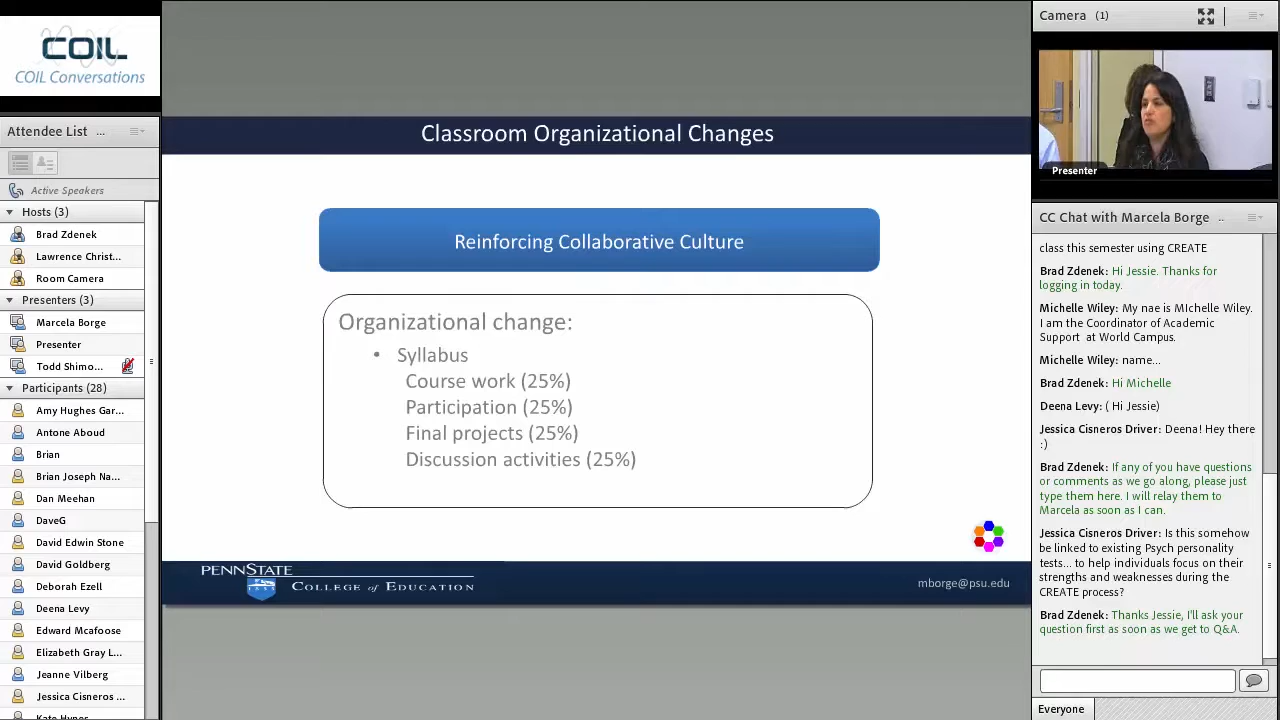 COIL
COIL Conversations
Attendee List ...
Active Speakers
Hosts (3)
Brad Zdenek
Lawrence Christ...
Room Camera
Presenters (3)
Marcela Borge
Presenter
Todd Shimo...
Participants (28)
Amy Hughes Gar...
Antone Aboud
Brian
Brian Joseph Na...
Dan Meehan
DaveG
David Edwin Stone
David Goldberg
Deborah Ezell
Deena Levy
Edward Mcafoose
Elizabeth Gray L...
Jeanne Vilberg
Jessica Cisneros ...
Kate Hynes
Classroom Organizational Changes
Reinforcing Collaborative Culture
Organizational change:
• Syllabus
Course work (25%)
Participation (25%)
Final projects (25%)
Discussion activities (25%)
PENNSTATE
1855
College of Education
mborge@psu.edu
Camera (1)
Presenter
CC Chat with Marcela Borge ..
class this semester using CREATE
Brad Zdenek: Hi Jessie. Thanks for
logging in today.
Michelle Wiley: My nae is MIchelle Wiley.
I am the Coordinator of Academic
Support at World Campus.
Michelle Wiley: name...
Brad Zdenek: Hi Michelle
Deena Levy: ( Hi Jessie)
Jessica Cisneros Driver: Deena! Hey there
:)
Brad Zdenek: If any of you have questions
or comments as we go along, please just
type them here. I will relay them to
Marcela as soon as I can.
Jessica Cisneros Driver: Is this somehow
be linked to existing Psych personality
tests... to help individuals focus on their
strengths and weaknesses during the
CREATE process?
Brad Zdenek: Thanks Jessie, I'll ask your
question first as soon as we get to Q&A.
Everyone